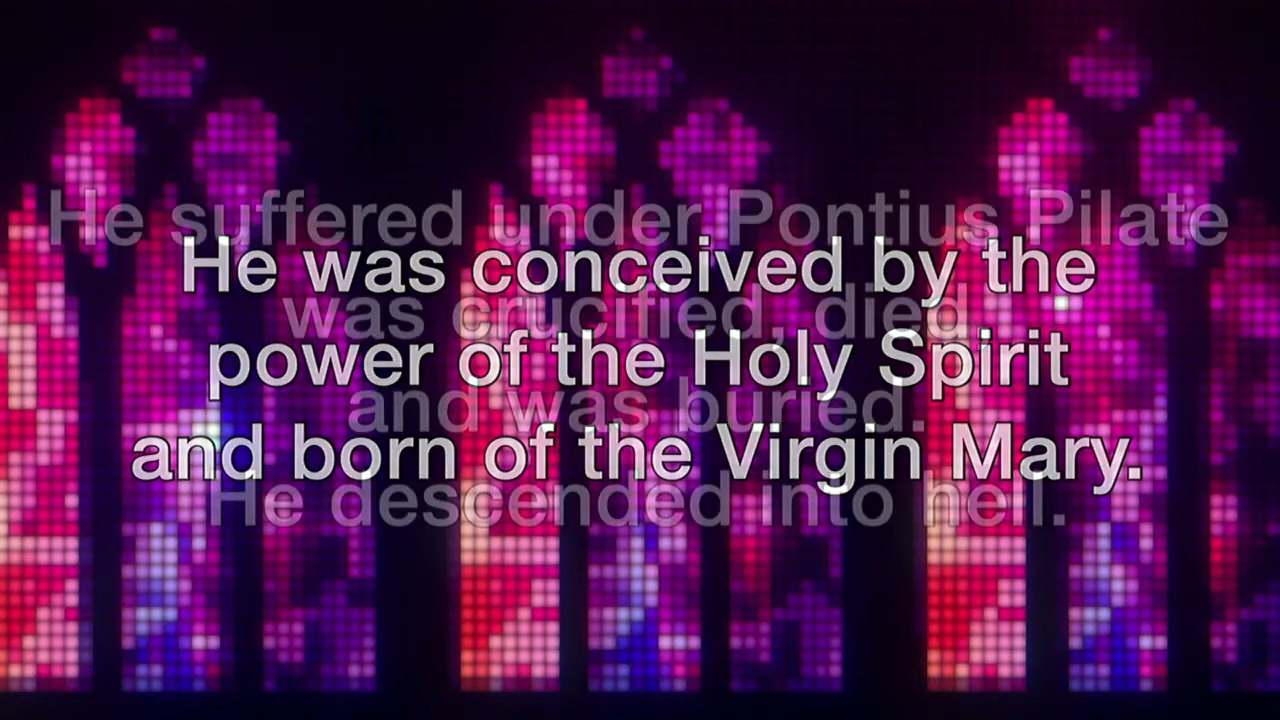 He suffered under Pontius Pilate
He was conceived by the
was crucified, died
power of the Holy Spirit
and was buried.
and born of the Virgin Mary.
He descended into hell.